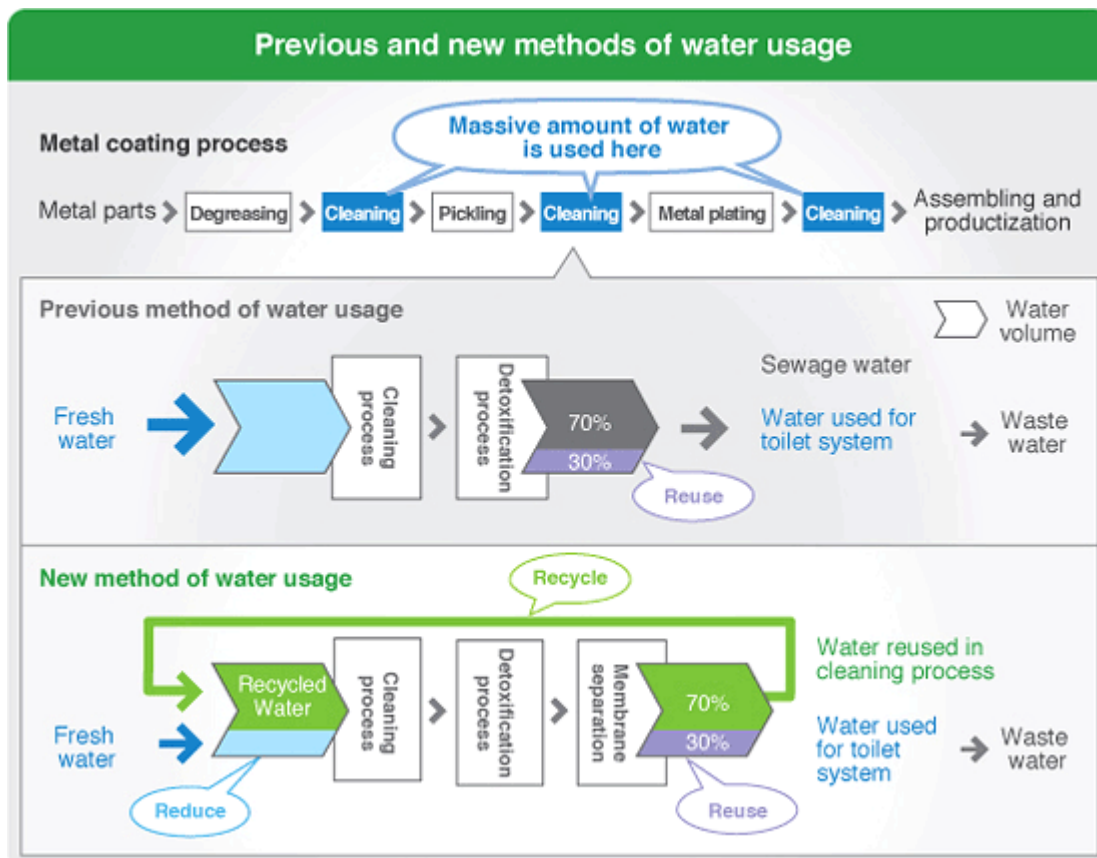 Previous and new methods of water usage
Metal coating process
Massive amount of water
is used here
Metal parts
Degreasing
Cleaning
Pickling
Cleaning
Metal plating
Cleaning
Assembling and
productization
Previous method of water usage
Water
volume
Fresh
water
Cleaning
process
Detoxification
process
70%
30%
Reuse
Sewage water
Water used for
toilet system
Waste
water
New method of water usage
Recycle
Fresh
water
Recycled
Water
Reduce
Cleaning
process
Detoxification
process
Membrane
separation
70%
30%
Reuse
Water reused in
cleaning process
Water used
for toilet
system
Waste
water